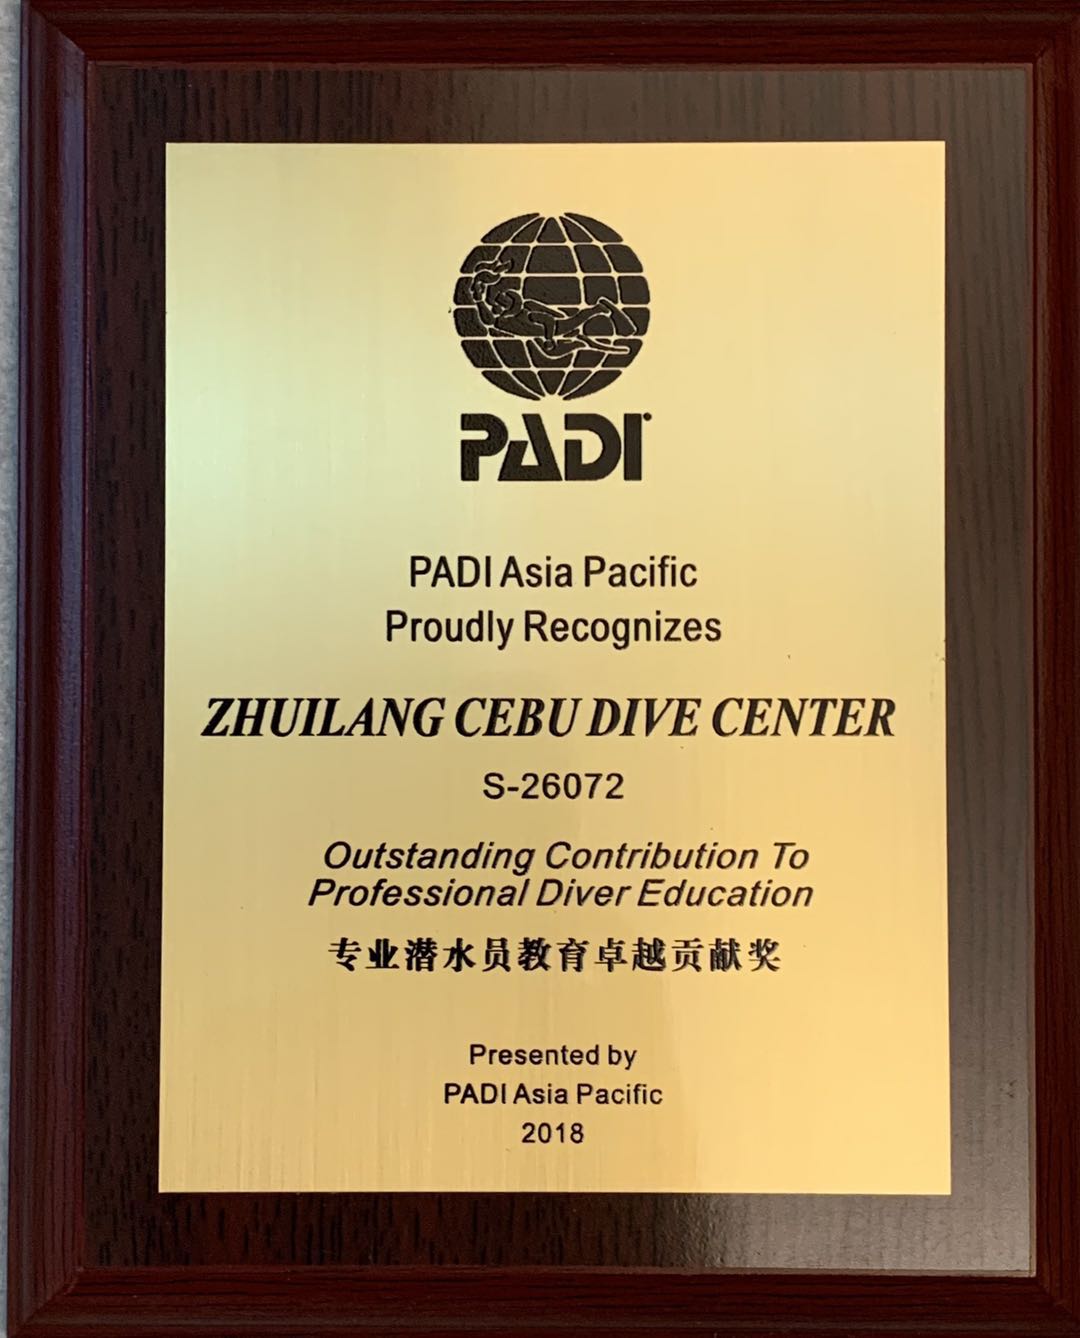 PADI
PADI Asia Pacific
Proudly Recognizes
ZHUILANG CEBU DIVE CENTER
S-26072
Outstanding Contribution To
Professional Diver Education
专业潜水员教育卓越贡献奖
Presented by
PADI Asia Pacific
2018